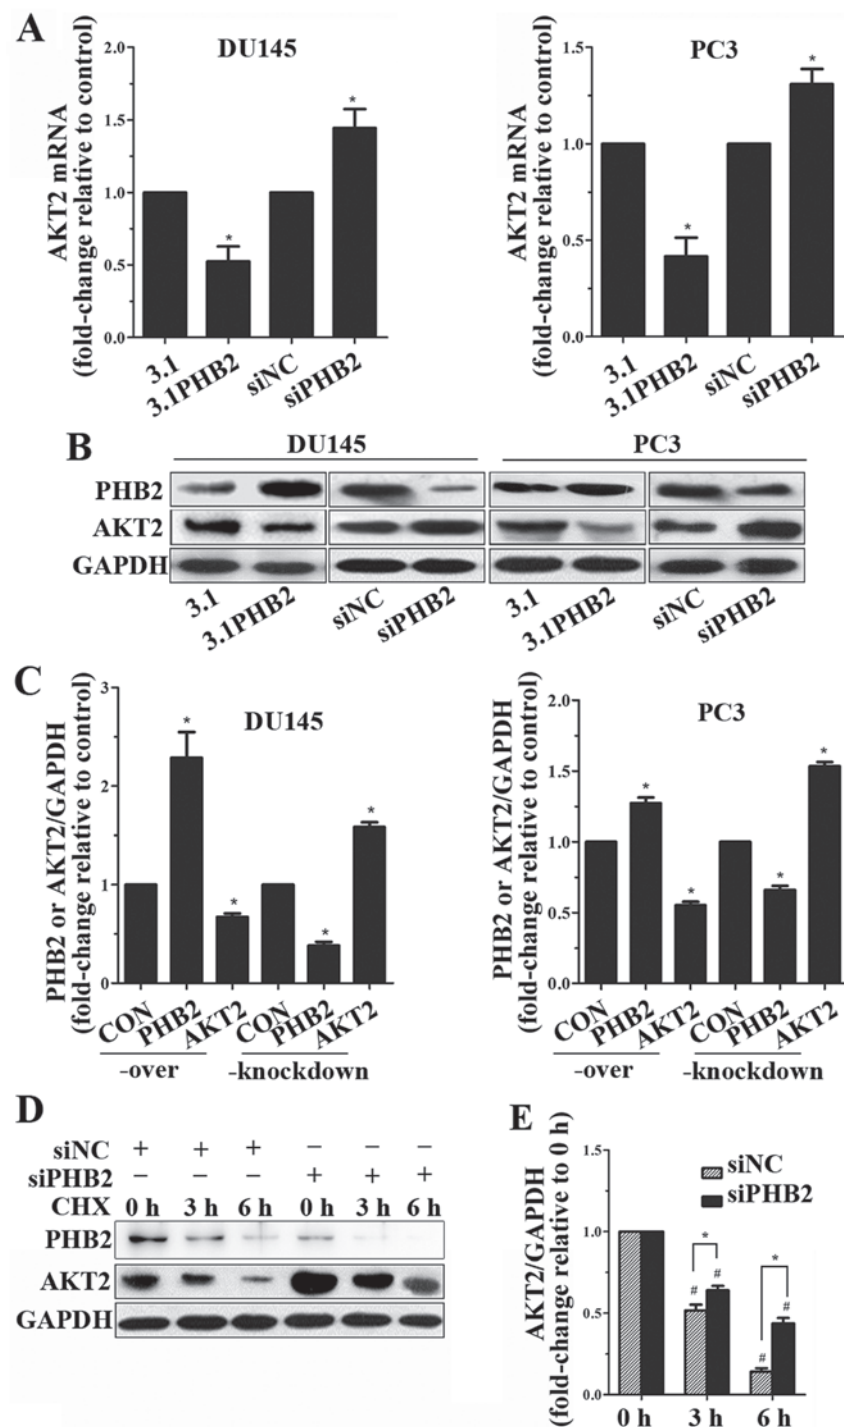 A
DU145
AKT2 mRNA
(fold-change relative to control)
2.0
1.5
1.0
0.5
0.0
*
*
3.1
3.1PHB2
siNC
siPHB2
PC3
AKT2 mRNA
(fold-change relative to control)
1.5
1.0
0.5
0.0
*
*
3.1
3.1PHB2
siNC
siPHB2
B
DU145
PC3
PHB2
AKT2
GAPDH
3.1
3.1PHB2
siNC
siPHB2
3.1
3.1PHB2
siNC
siPHB2
C
DU145
PHB2 or AKT2/GAPDH
(fold-change relative to control)
3
2
1
0
*
*
*
*
CON
PHB2
AKT2
CON
PHB2
AKT2
-over
-knockdown
PC3
PHB2 or AKT2/GAPDH
(fold-change relative to control)
2.0
1.5
1.0
0.5
0.0
*
*
*
*
CON
PHB2
AKT2
CON
PHB2
AKT2
-over
-knockdown
D
siNC + + + − − −
siPHB2 − − − + + +
CHX 0 h 3 h 6 h 0 h 3 h 6 h
PHB2
AKT2
GAPDH
E
AKT2/GAPDH
(fold-change relative to 0 h)
1.5
1.0
0.5
0.0
siNC
siPHB2
*
# #
*
# #
0 h 3 h 6 h